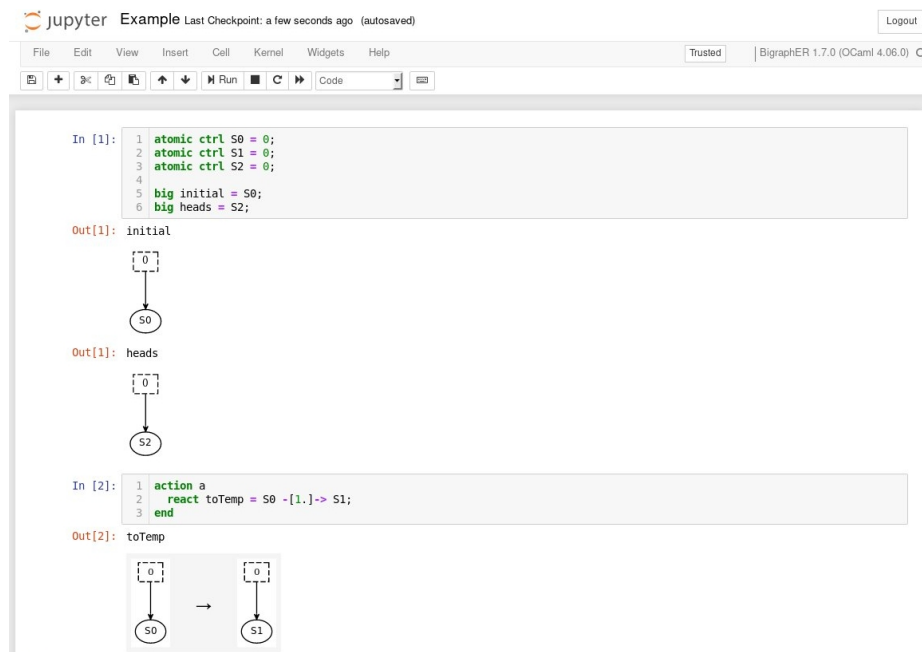 jupyter Example Last Checkpoint: a few seconds ago (autosaved)
Logout
File Edit View Insert Cell Kernel Widgets Help
Trusted BigraphER 1.7.0 (OCaml 4.06.0)
Run Code
In [1]:
1 atomic ctrl S0 = 0;
2 atomic ctrl S1 = 0;
3 atomic ctrl S2 = 0;
4
5 big initial = S0;
6 big heads = S2;
Out[1]: initial
0
S0
Out[1]: heads
0
S2
In [2]:
1 action a
2 react toTemp = S0 -[1.]-> S1;
3 end
Out[2]: toTemp
0 0
→
S0 S1